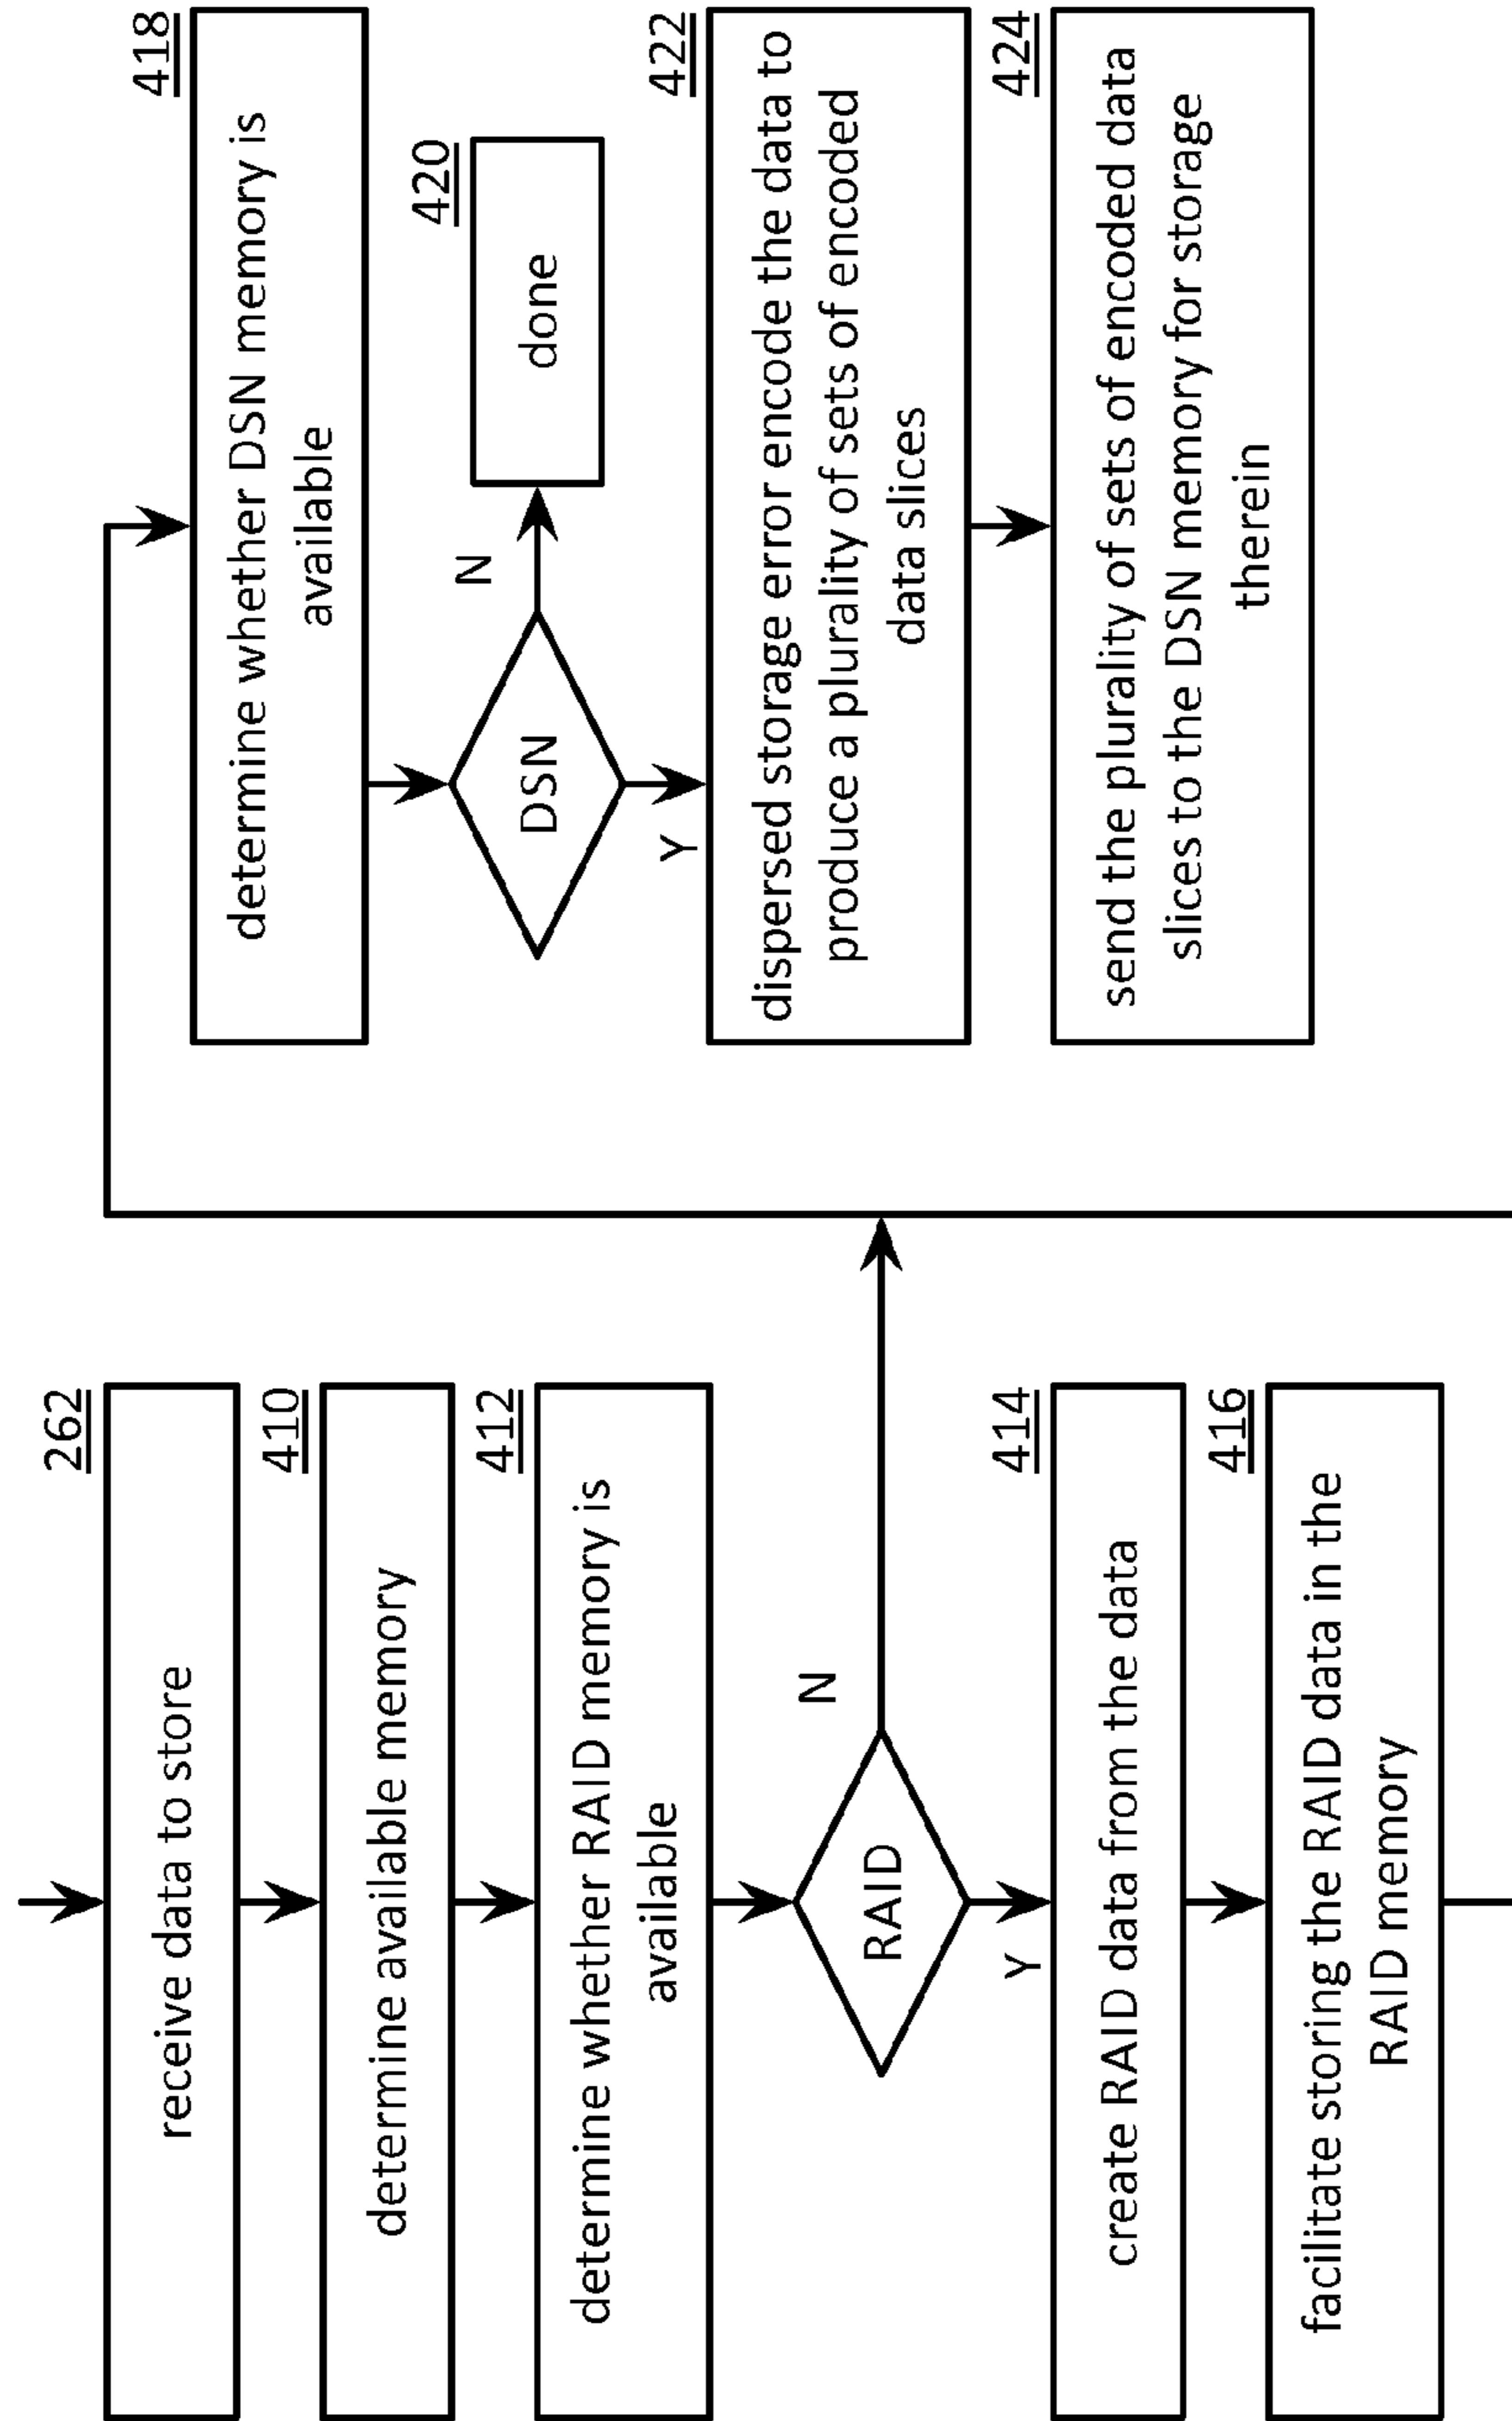 262
receive data to store
410
determine available memory
412
determine whether RAID memory is
available
RAID
N
Y
414
create RAID data from the data
416
facilitate storing the RAID data in the
RAID memory
418
determine whether DSN memory is
available
DSN
N
420
done
Y
422
dispersed storage error encode the data to
produce a plurality of sets of encoded
data slices
424
send the plurality of sets of encoded data
slices to the DSN memory for storage
therein